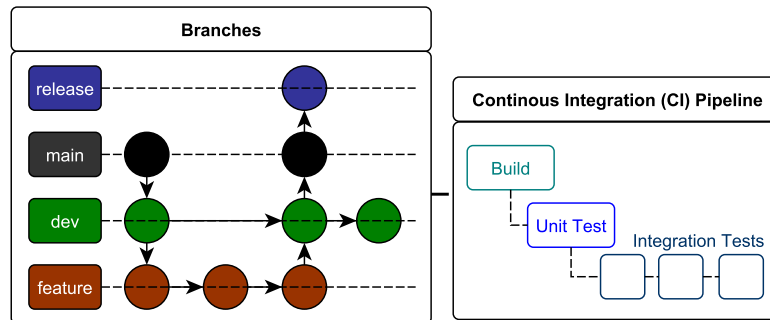 Branches
release
main
dev
feature
Continous Integration (CI) Pipeline
Build
Unit Test
Integration Tests